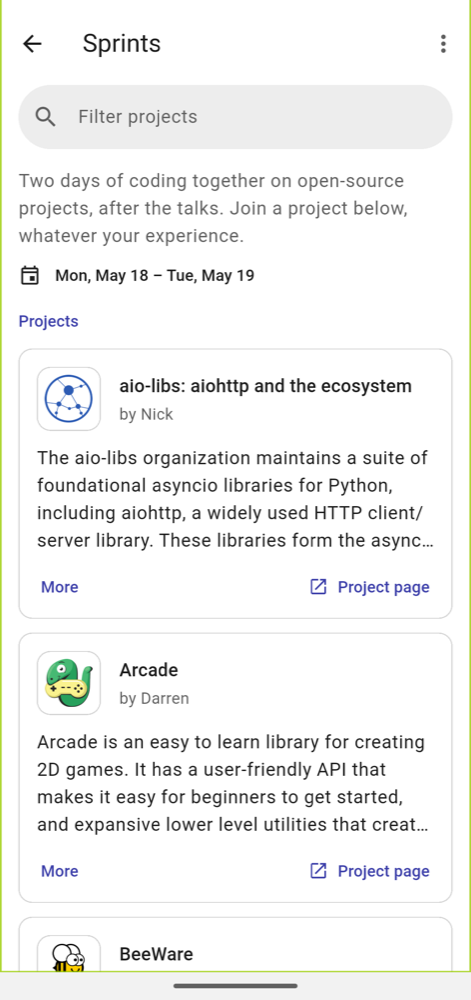 Sprints
Filter projects
Two days of coding together on open-source
projects, after the talks. Join a project below,
whatever your experience.
Mon, May 18 – Tue, May 19
Projects
aio-libs: aiohttp and the ecosystem
by Nick
The aio-libs organization maintains a suite of
foundational asyncio libraries for Python,
including aiohttp, a widely used HTTP client/
server library. These libraries form the async…
More
Project page
Arcade
by Darren
Arcade is an easy to learn library for creating
2D games. It has a user-friendly API that
makes it easy for beginners to get started,
and expansive lower level utilities that creat…
More
Project page
BeeWare